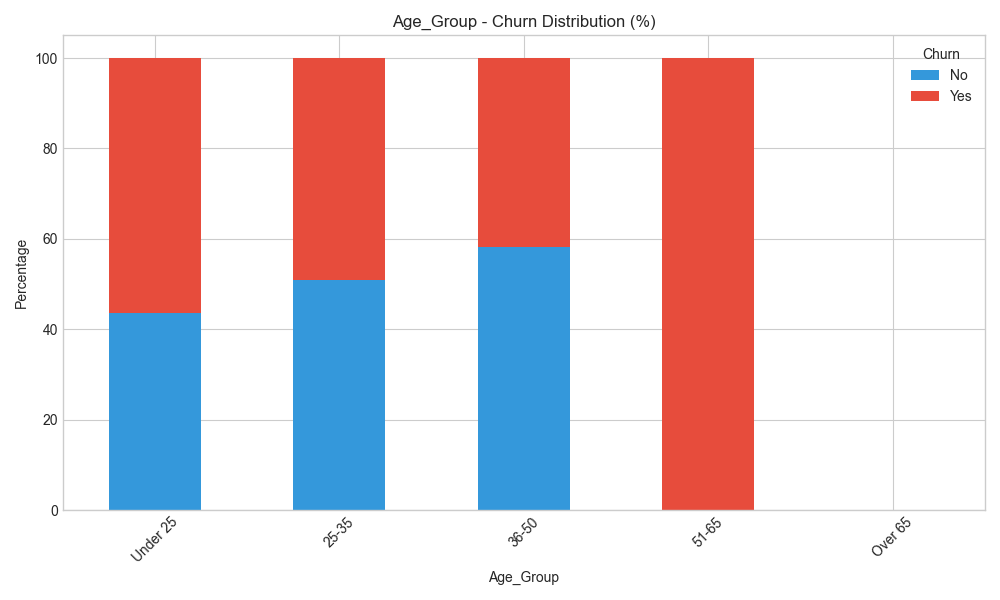 Age_Group - Churn Distribution (%)
Churn
No
Yes
Percentage
100
80
60
40
20
0
Under 25
25-35
36-50
51-65
Over 65
Age_Group